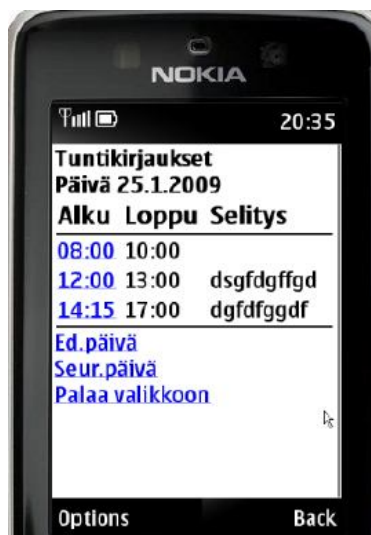 NOKIA
20:35
Tuntikirjaukset
Päivä 25.1.2009
Alku Loppu Selitys
08:00 10:00
12:00 13:00 dsgfdgffgd
14:15 17:00 dgfdfggdf
Ed.päivä
Seur.päivä
Palaa valikkoon
Options Back